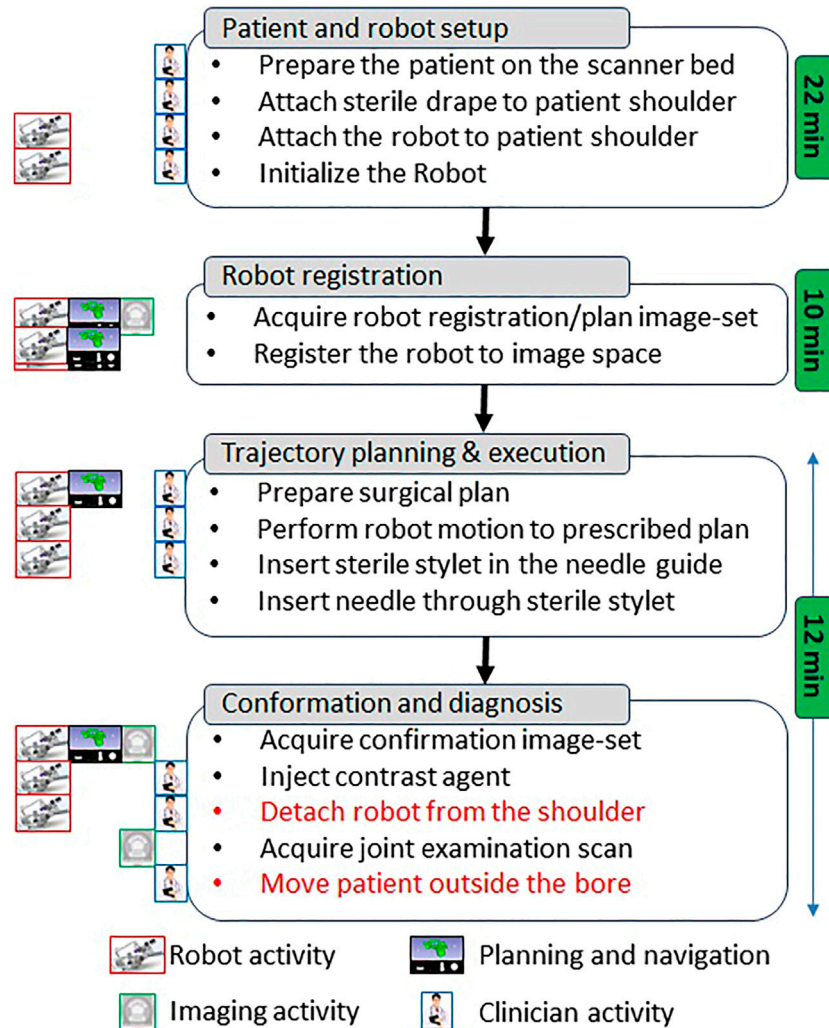 Patient and robot setup
• Prepare the patient on the scanner bed
• Attach sterile drape to patient shoulder
• Attach the robot to patient shoulder
• Initialize the Robot
22 min
Robot registration
• Acquire robot registration/plan image-set
• Register the robot to image space
10 min
Trajectory planning & execution
• Prepare surgical plan
• Perform robot motion to prescribed plan
• Insert sterile stylet in the needle guide
• Insert needle through sterile stylet
12 min
Conformation and diagnosis
• Acquire confirmation image-set
• Inject contrast agent
• Detach robot from the shoulder
• Acquire joint examination scan
• Move patient outside the bore
Robot activity
Planning and navigation
Imaging activity
Clinician activity